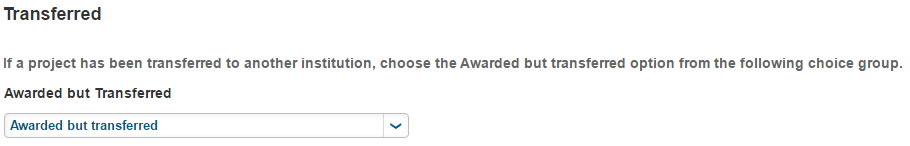 Transferred
If a project has been transferred to another institution, choose the Awarded but transferred option from the following choice group.
Awarded but Transferred
Awarded but transferred